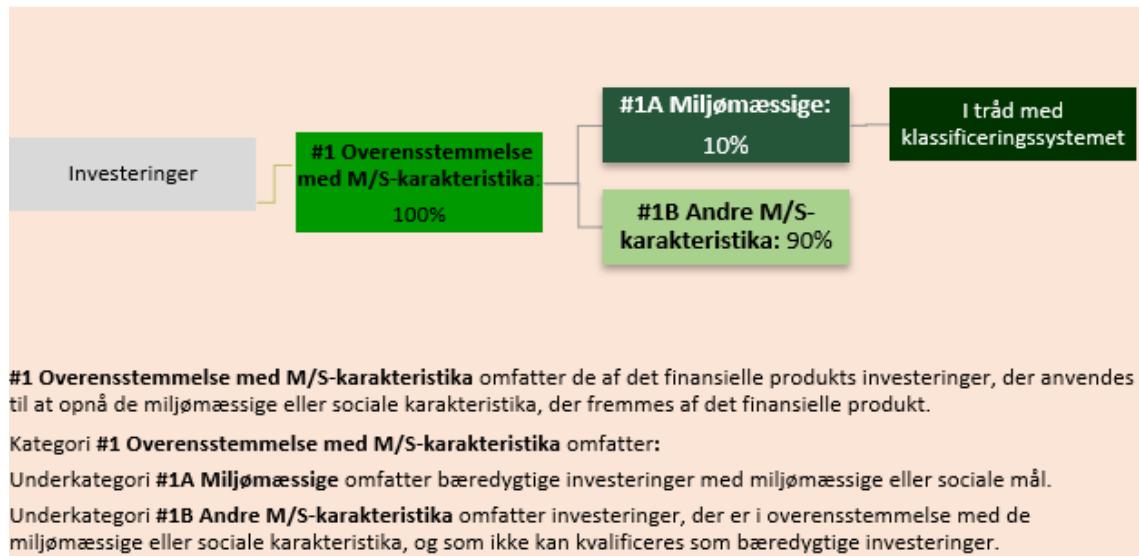 Investeringer
#1 Overensstemmelse
med M/S-karakteristika:
100%
#1A Miljømæssige:
10%
I tråd med
klassificeringssystemet
#1B Andre M/S-
karakteristika: 90%
#1 Overensstemmelse med M/S-karakteristika omfatter de af det finansielle produkts investeringer, der anvendes
til at opnå de miljømæssige eller sociale karakteristika, der fremmes af det finansielle produkt.
Kategori #1 Overensstemmelse med M/S-karakteristika omfatter:
Underkategori #1A Miljømæssige omfatter bæredygtige investeringer med miljømæssige eller sociale mål.
Underkategori #1B Andre M/S-karakteristika omfatter investeringer, der er i overensstemmelse med de
miljømæssige eller sociale karakteristika, og som ikke kan kvalificeres som bæredygtige investeringer.